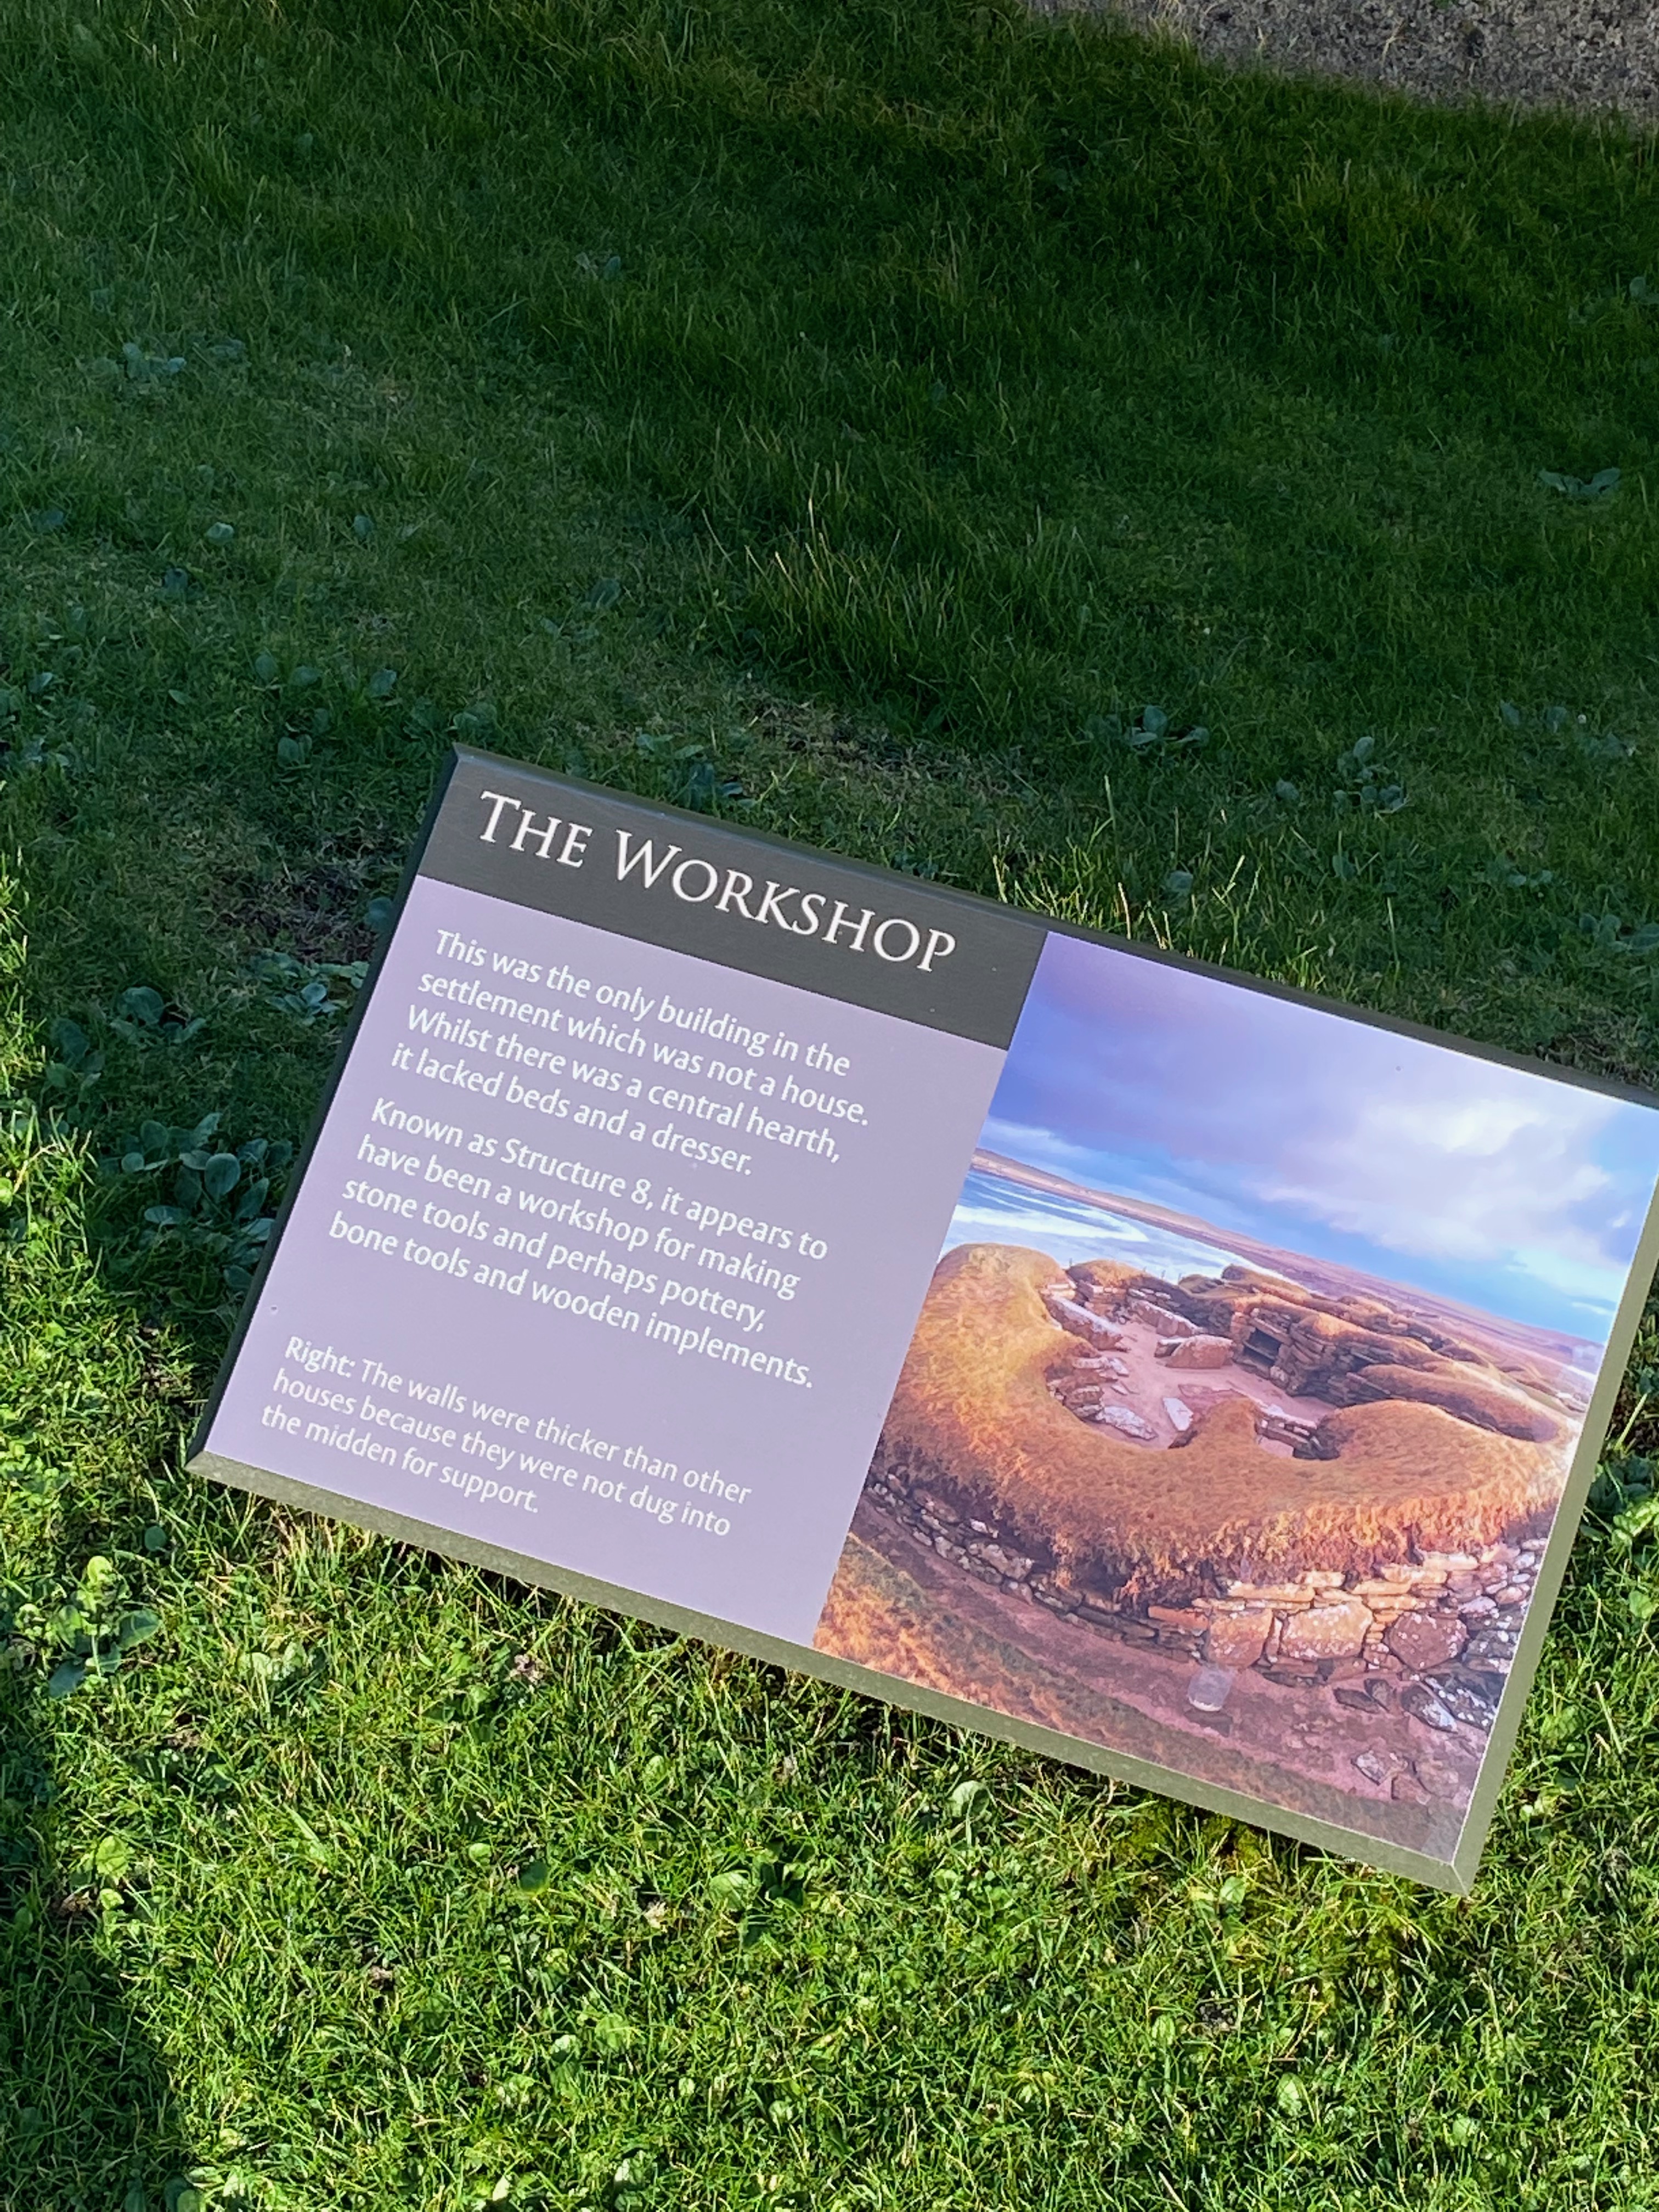 THE WORKSHOP
This was the only building in the
settlement which was not a house.
Whilst there was a central hearth,
it lacked beds and a dresser.
Known as Structure 8, it appears to
have been a workshop for making
stone tools and perhaps pottery,
bone tools and wooden implements.
Right: The walls were thicker than other
houses because they were not dug into
the midden for support.